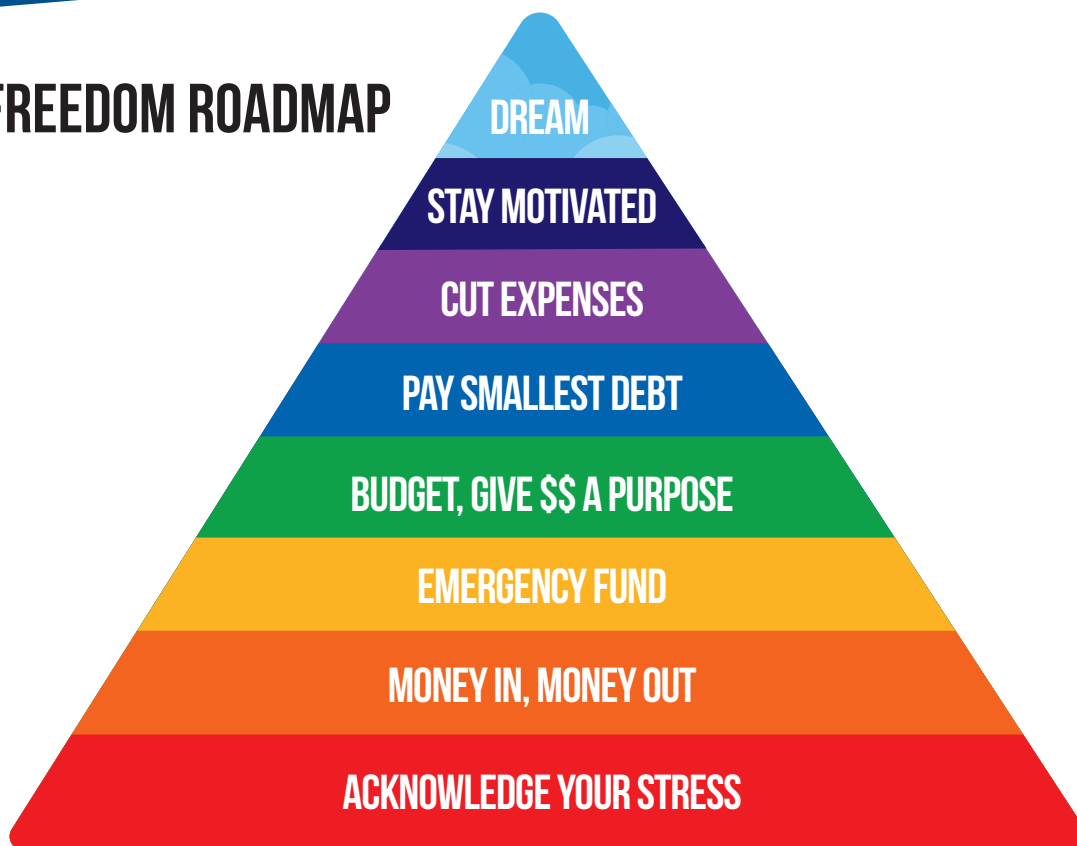 FREEDOM ROADMAP
DREAM
STAY MOTIVATED
CUT EXPENSES
PAY SMALLEST DEBT
BUDGET, GIVE $$ A PURPOSE
EMERGENCY FUND
MONEY IN, MONEY OUT
ACKNOWLEDGE YOUR STRESS